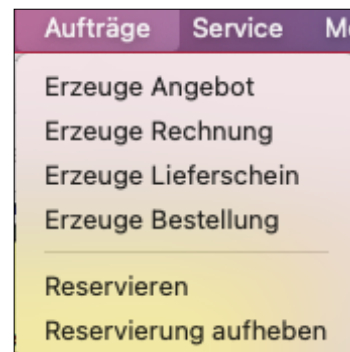 Aufträge Service
Erzeuge Angebot
Erzeuge Rechnung
Erzeuge Lieferschein
Erzeuge Bestellung
Reservieren
Reservierung aufheben